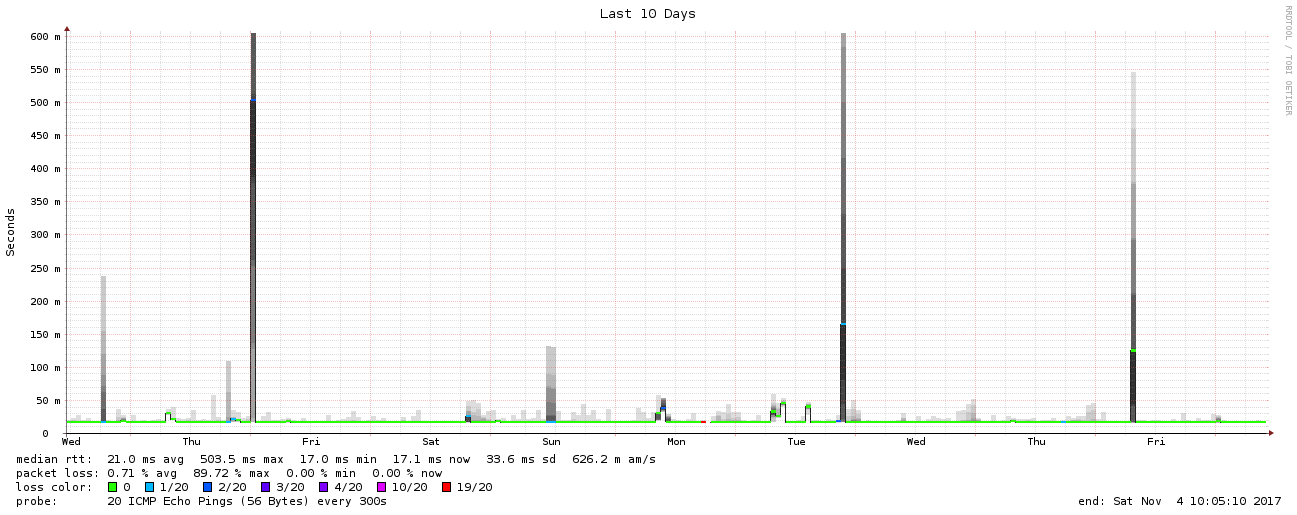 Last 10 Days
RRDTOOL / TOBI OETIKER
Seconds
600 m
550 m
500 m
450 m
400 m
350 m
300 m
250 m
200 m
150 m
100 m
50 m
0
Wed Thu Fri Sat Sun Mon Tue Wed Thu Fri
median rtt: 21.0 ms avg 503.5 ms max 17.0 ms min 17.1 ms now 33.6 ms sd 626.2 m am/s
packet loss: 0.71 % avg 89.72 % max 0.00 % min 0.00 % now
loss color: 0 1/20 2/20 3/20 4/20 10/20 19/20
probe: 20 ICMP Echo Pings (56 Bytes) every 300s end: Sat Nov 4 10:05:10 2017